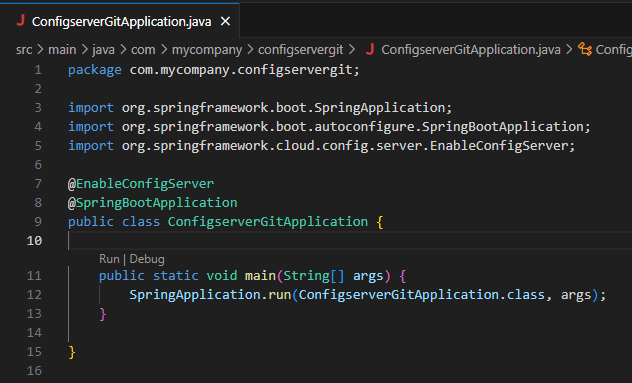 J ConfigserverGitApplication.java ×
src > main > java > com > mycompany > configservergit > J ConfigserverGitApplication.java > Config
1 package com.mycompany.configservergit;
2
3 import org.springframework.boot.SpringApplication;
4 import org.springframework.boot.autoconfigure.SpringBootApplication;
5 import org.springframework.cloud.config.server.EnableConfigServer;
6
7 @EnableConfigServer
8 @SpringBootApplication
9 public class ConfigserverGitApplication {
10
Run | Debug
11 public static void main(String[] args) {
12 SpringApplication.run(ConfigserverGitApplication.class, args);
13 }
14
15 }
16